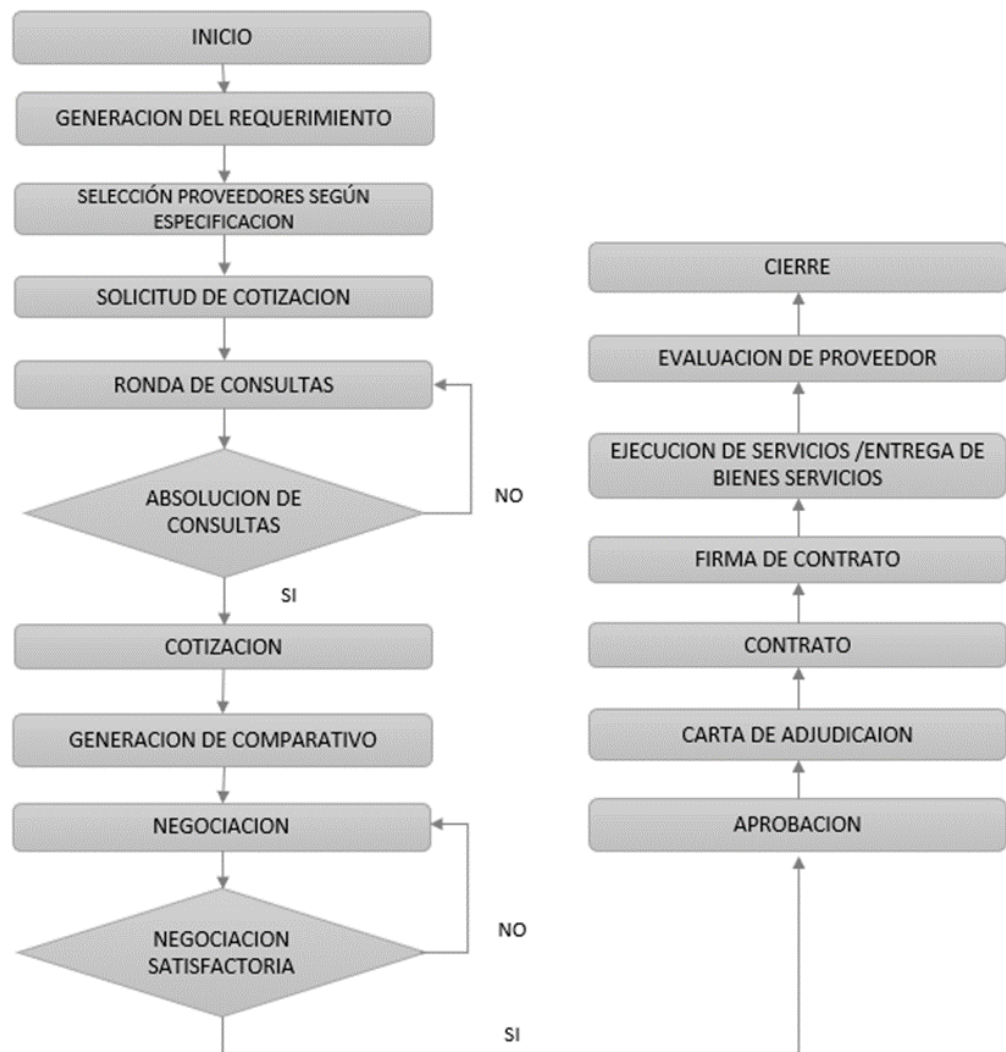 INICIO
GENERACION DEL REQUERIMIENTO
SELECCIÓN PROVEEDORES SEGÚN
ESPECIFICACION
SOLICITUD DE COTIZACION
RONDA DE CONSULTAS
ABSOLUCION DE
CONSULTAS
NO
SI
COTIZACION
GENERACION DE COMPARATIVO
NEGOCIACION
NEGOCIACION
SATISFACTORIA
NO
SI
APROBACION
CARTA DE ADJUDICAION
CONTRATO
FIRMA DE CONTRATO
EJECUCION DE SERVICIOS /ENTREGA DE
BIENES SERVICIOS
EVALUACION DE PROVEEDOR
CIERRE